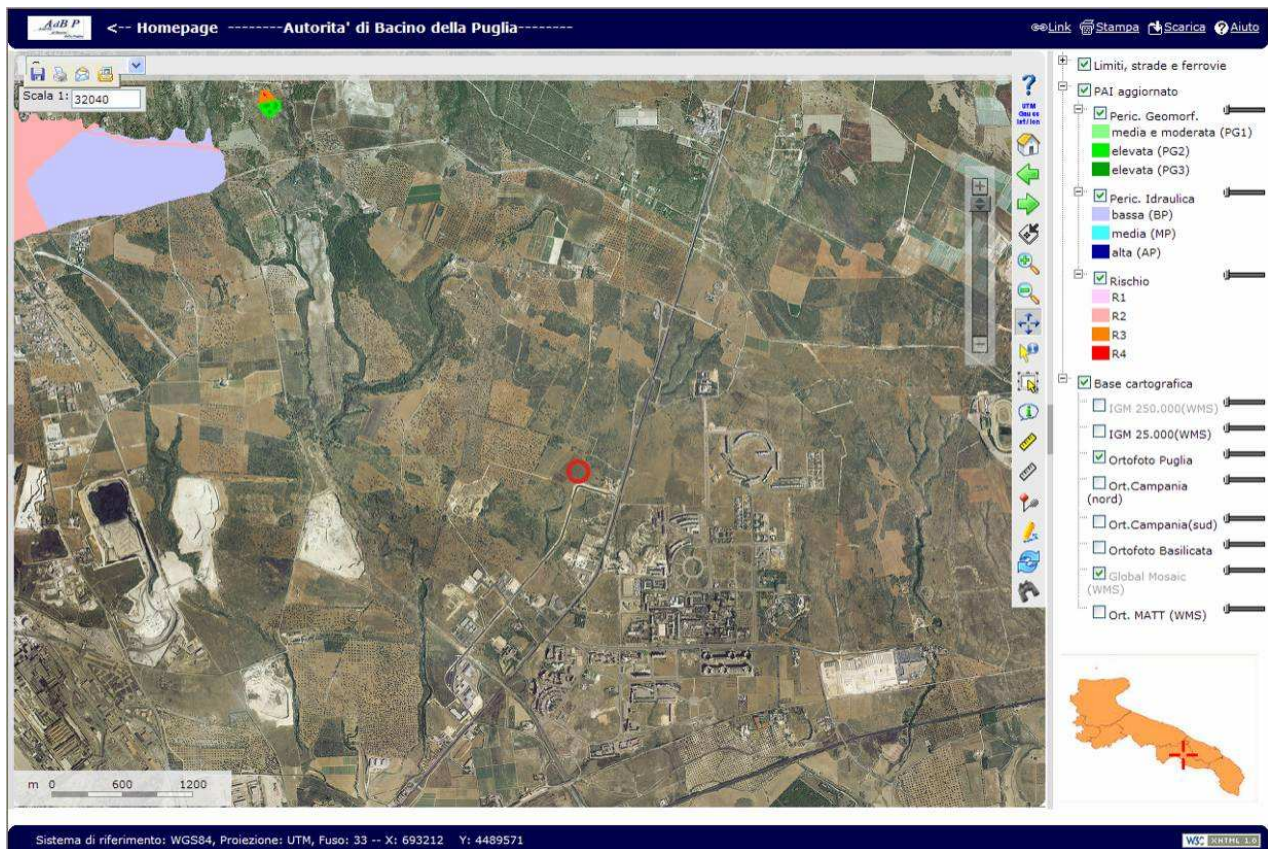 AdB P
<-- Homepage -------Autorita' di Bacino della Puglia-------
Link Stampa Scarica Aiuto
Scala 1: 32040
UTM
Limiti, strade e ferrovie
PAI aggiornato
Peric. Geomorf.
media e moderata (PG1)
elevata (PG2)
elevata (PG3)
Peric. Idraulica
bassa (BP)
media (MP)
alta (AP)
Rischio
R1
R2
R3
R4
Base cartografica
IGM 250.000(WMS)
IGM 25.000(WMS)
Ortofoto Puglia
Ort.Campania
(nord)
Ort.Campania(sud)
Ortofoto Basilicata
Global Mosaic
(WMS)
Ort. MATT (WMS)
m 0 600 1200
Sistema di riferimento: WGS84, Proiezione: UTM, Fuso: 33 -- X: 693212 Y: 4489571
W3C XHTML 1.0